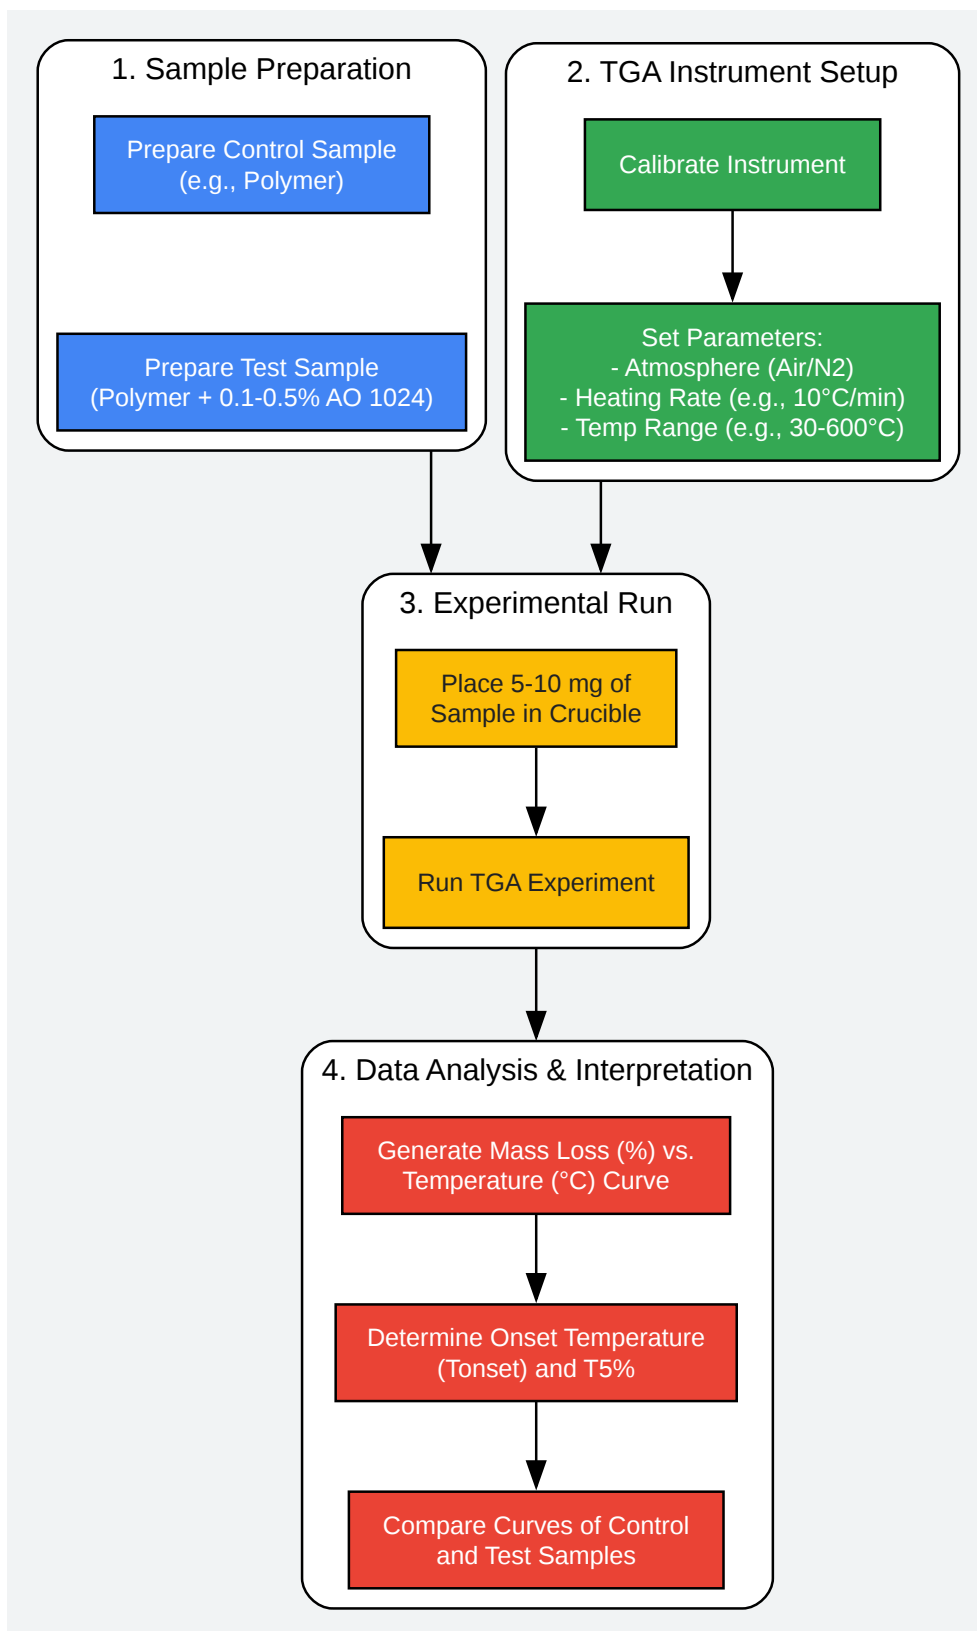 1. Sample Preparation
Prepare Control Sample
(e.g., Polymer)
Prepare Test Sample
(Polymer + 0.1-0.5% AO 1024)
2. TGA Instrument Setup
Calibrate Instrument
Set Parameters:
- Atmosphere (Air/N2)
- Heating Rate (e.g., 10°C/min)
- Temp Range (e.g., 30-600°C)
3. Experimental Run
Place 5-10 mg of
Sample in Crucible
Run TGA Experiment
4. Data Analysis & Interpretation
Generate Mass Loss (%) vs.
Temperature (°C) Curve
Determine Onset Temperature
(Tonset) and T5%
Compare Curves of Control
and Test Samples